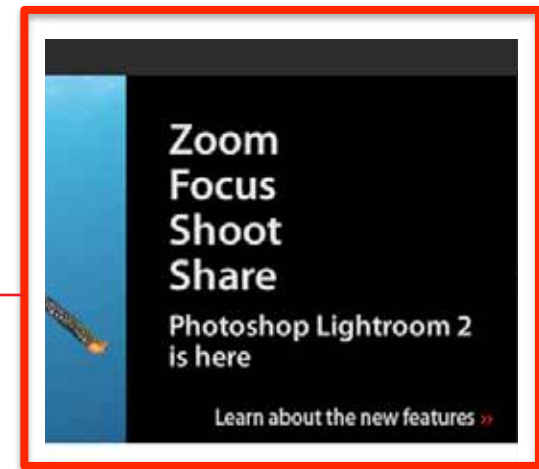 Zoom
Focus
Shoot
Share
Photoshop Lightroom 2
is here
Learn about the new features »